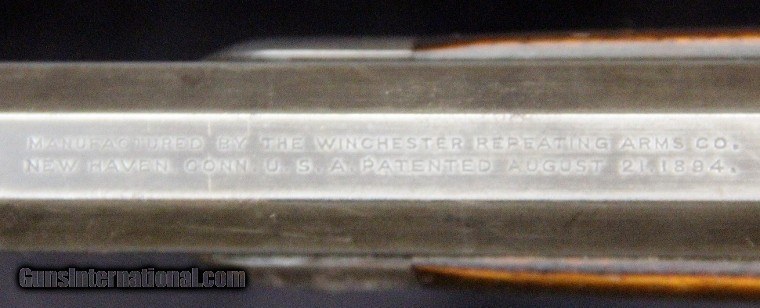 MANUFACTURED BY THE WINCHESTER REPEATING ARMS CO.
NEW HAVEN CONN. U. S. A. PATENTED AUGUST 21. 1884.
GunsInternational.com